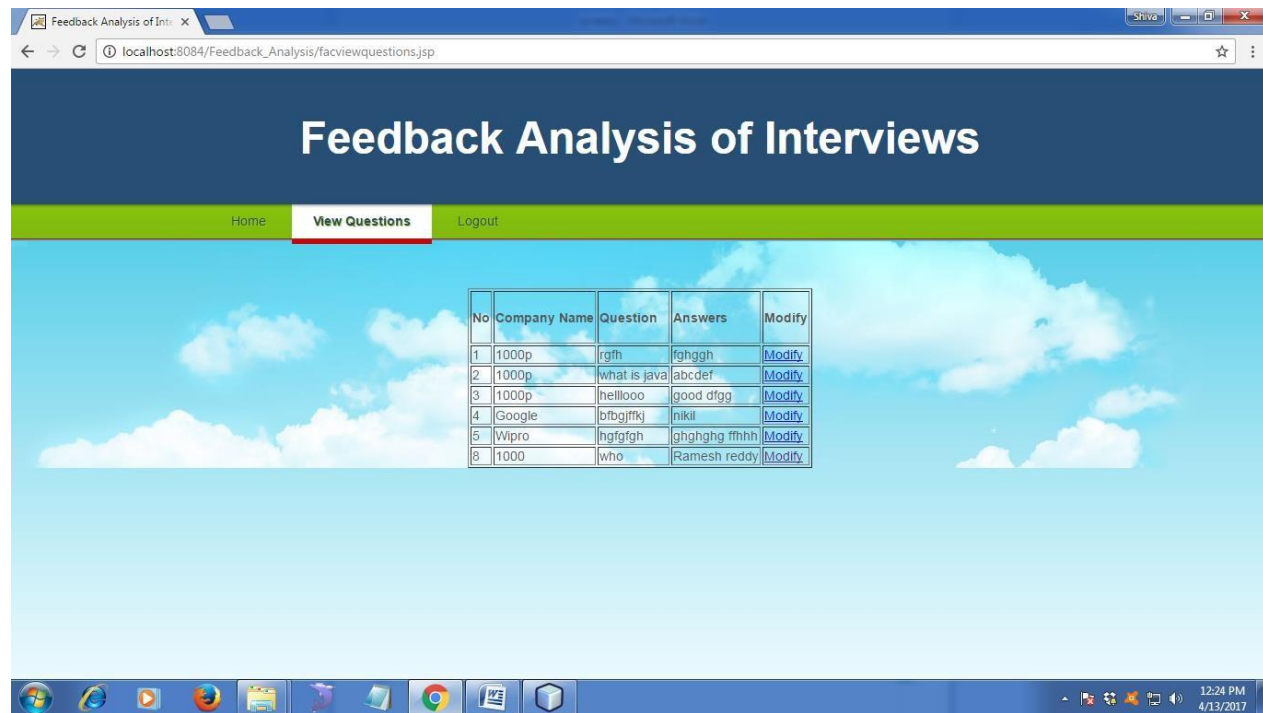 Feedback Analysis of Int
Shiva
localhost:8084/Feedback_Analysis/facviewquestions.jsp
Feedback Analysis of Interviews
Home View Questions Logout
No Company Name Question Answers Modify
1 1000p rgfh fghggh Modify
2 1000p what is java abcdef Modify
3 1000p helllooo good dfgg Modify
4 Google bfbgjffkj nikil Modify
5 Wipro hgfgfgh ghghghg ffhhh Modify
8 1000 who Ramesh reddy Modify
12:24 PM
4/13/2017